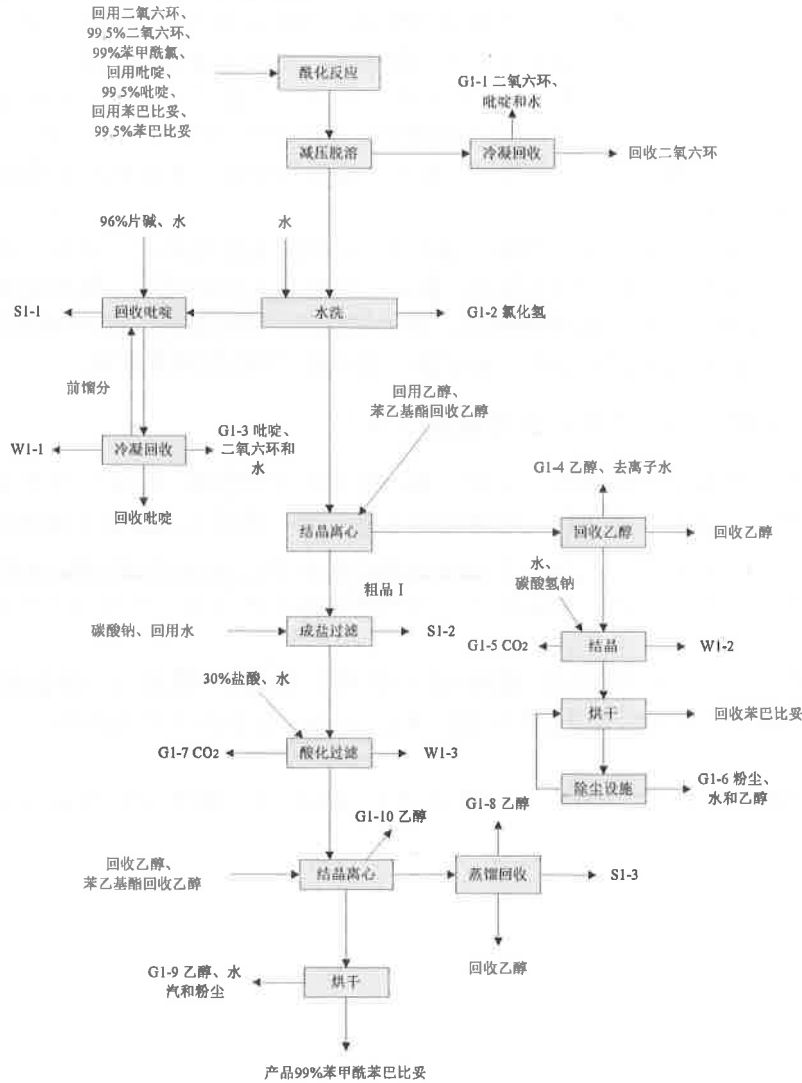 回用二氧六环、
99.5%二氧六环、
99%苯甲酰氯、
回用吡啶、
99.5%吡啶、
回用苯巴比妥、
99.5%苯巴比妥
酰化反应
G1-1 二氧六环、
吡啶和水
减压脱溶
冷凝回收
回收二氧六环
96%片碱、水
水
S1-1
回收吡啶
水洗
G1-2 氯化氢
前馏分
回用乙醇、
苯乙基酯回收乙醇
W1-1
冷凝回收
G1-3 吡啶、
二氧六环和
水
回收吡啶
G1-4 乙醇、去离子水
结晶离心
回收乙醇
回收乙醇
粗品 I
水、
碳酸氢钠
碳酸钠、回用水
成盐过滤
S1-2
G1-5 CO2
结晶
W1-2
30%盐酸、水
烘干
回收苯巴比妥
G1-7 CO2
酸化过滤
W1-3
除尘设施
G1-6 粉尘、
水和乙醇
G1-10 乙醇
G1-8 乙醇
回收乙醇、
苯乙基酯回收乙醇
结晶离心
蒸馏回收
S1-3
回收乙醇
G1-9 乙醇、水
汽和粉尘
烘干
产品99%苯甲酰苯巴比妥